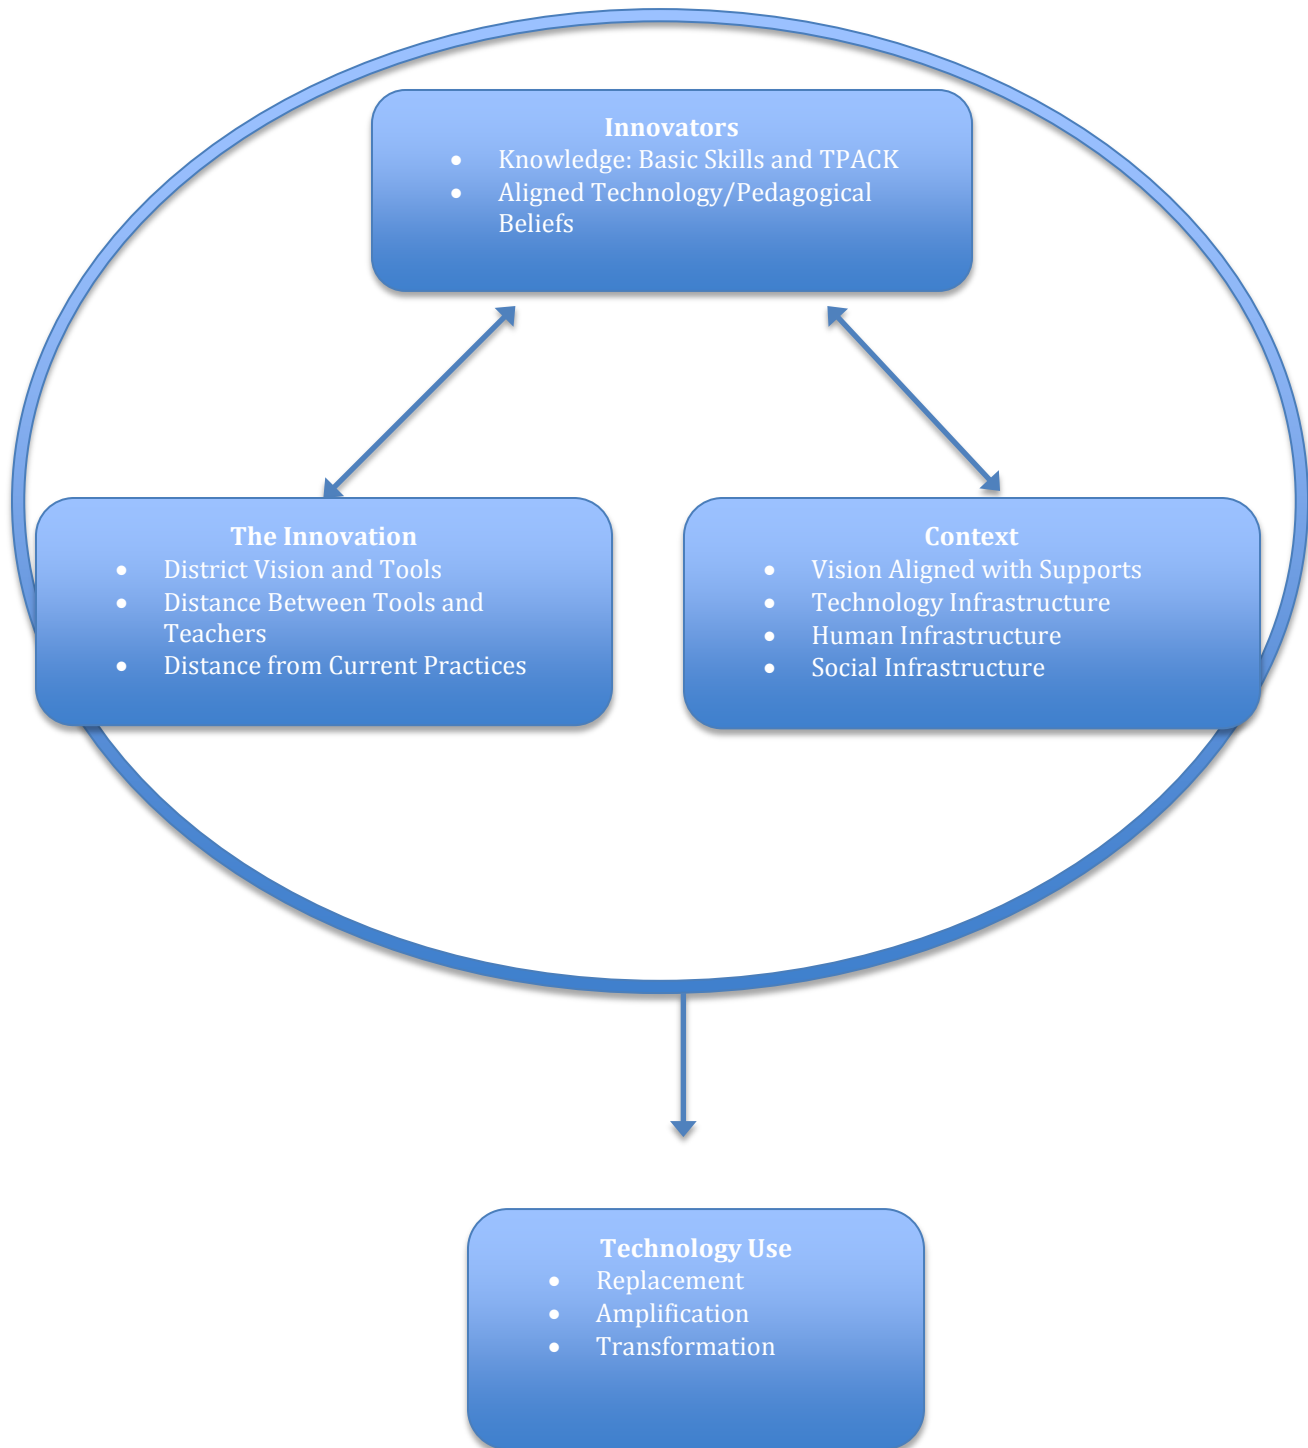 Innovators
• Knowledge: Basic Skills and TPACK
• Aligned Technology/Pedagogical
Beliefs
The Innovation
• District Vision and Tools
• Distance Between Tools and
Teachers
• Distance from Current Practices
Context
• Vision Aligned with Supports
• Technology Infrastructure
• Human Infrastructure
• Social Infrastructure
Technology Use
• Replacement
• Amplification
• Transformation